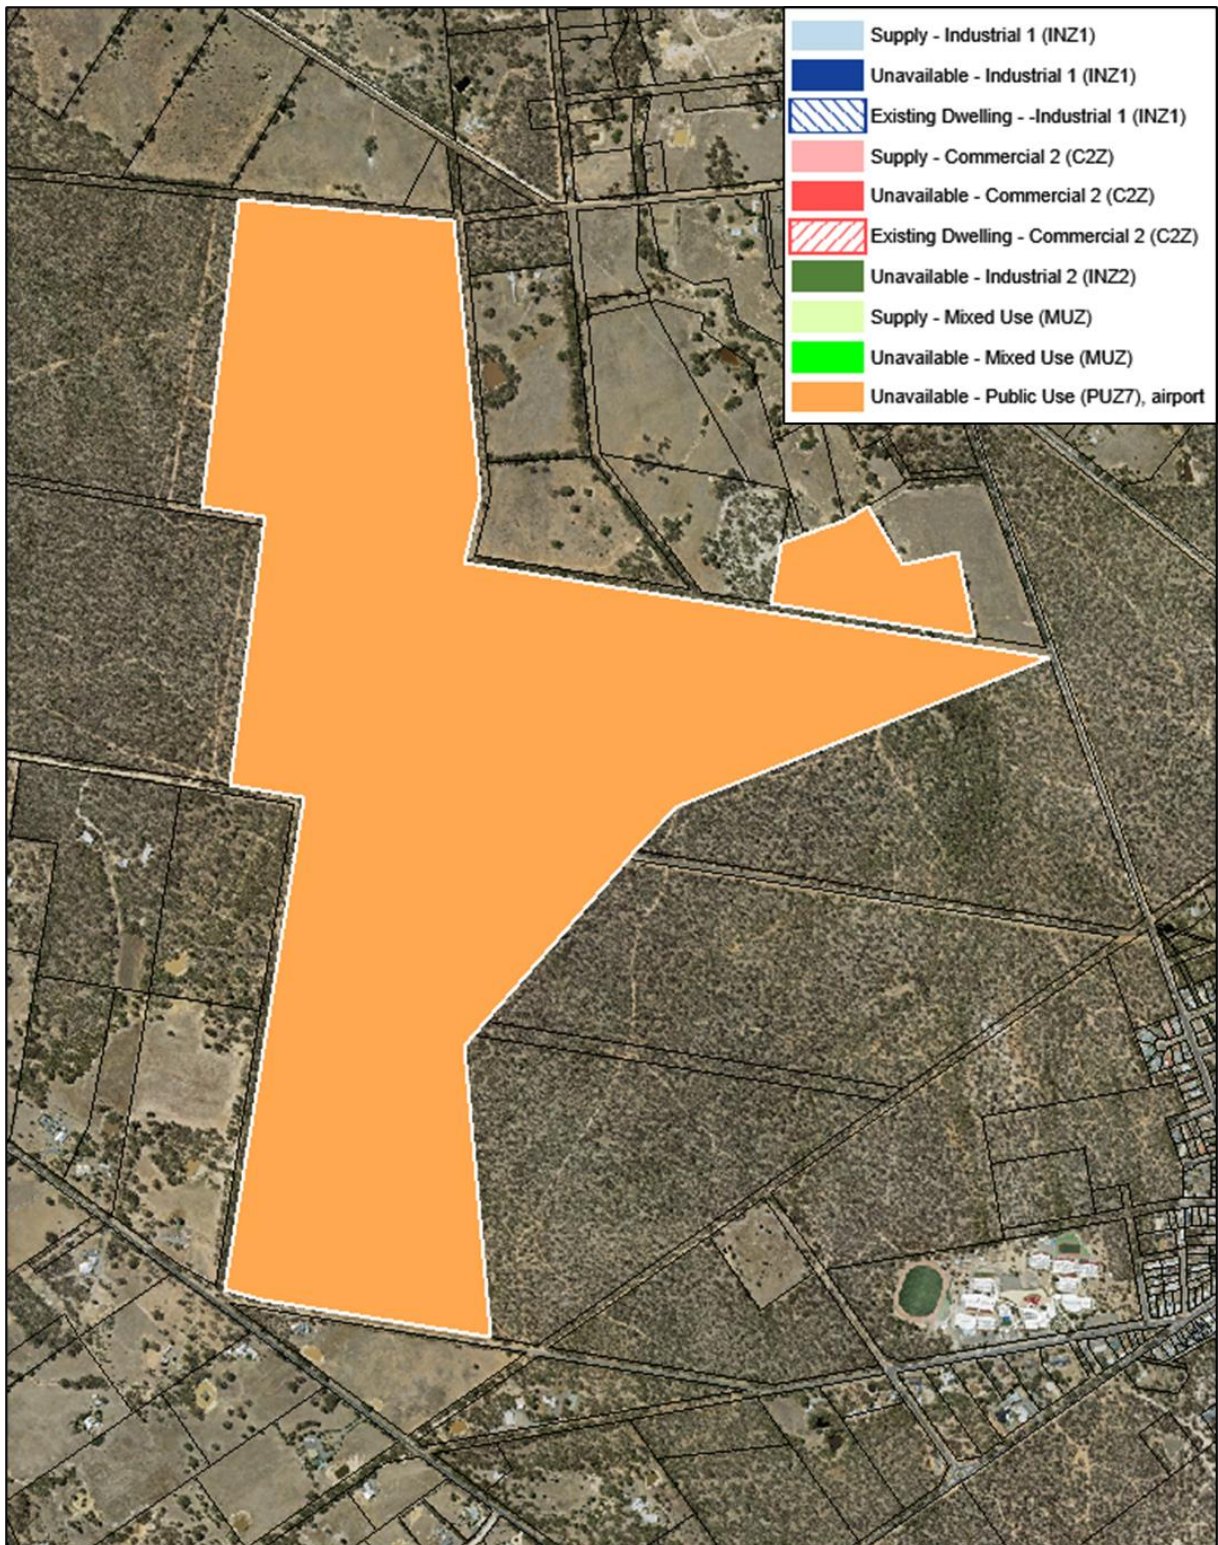 Supply - Industrial 1 (INZ1)
Unavailable - Industrial 1 (INZ1)
Existing Dwelling - -Industrial 1 (INZ1)
Supply - Commercial 2 (C2Z)
Unavailable - Commercial 2 (C2Z)
Existing Dwelling - Commercial 2 (C2Z)
Unavailable - Industrial 2 (INZ2)
Supply - Mixed Use (MUZ)
Unavailable - Mixed Use (MUZ)
Unavailable - Public Use (PUZ7), airport